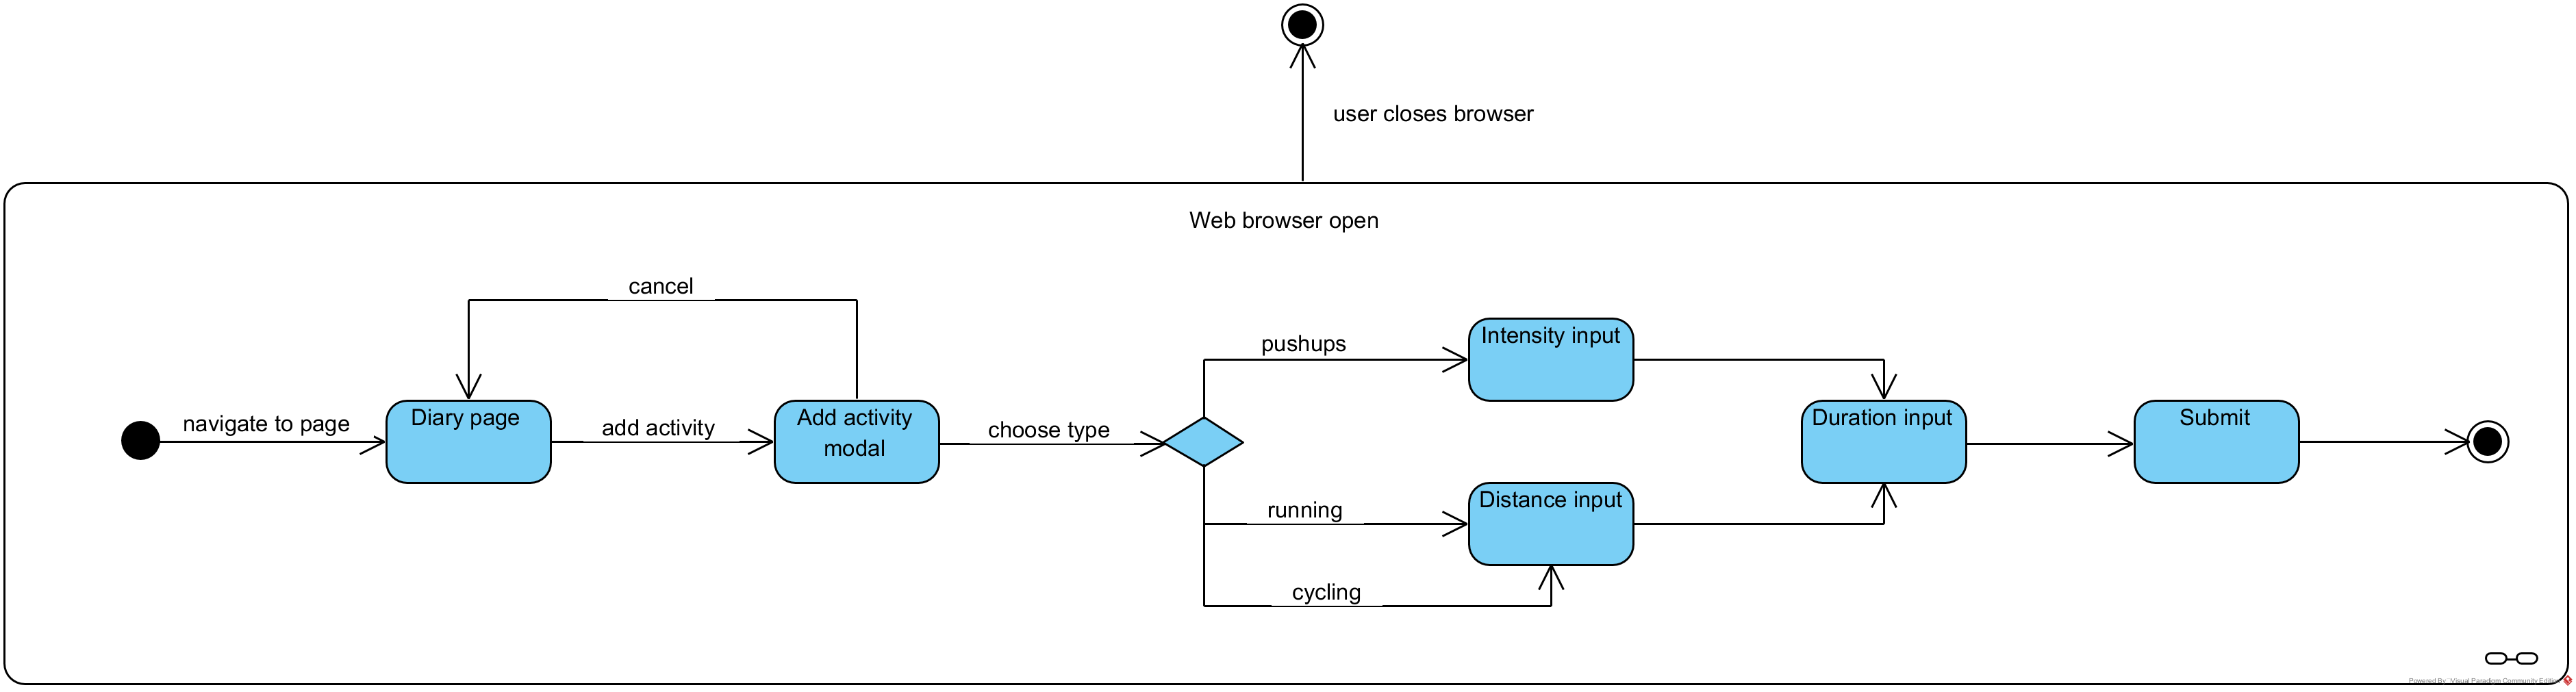 user closes browser
Web browser open
cancel
pushups
Intensity input
navigate to page
Diary page
add activity
Add activity
modal
choose type
Duration input
Submit
running
Distance input
cycling
Powered By Visual Paradigm Community Edition